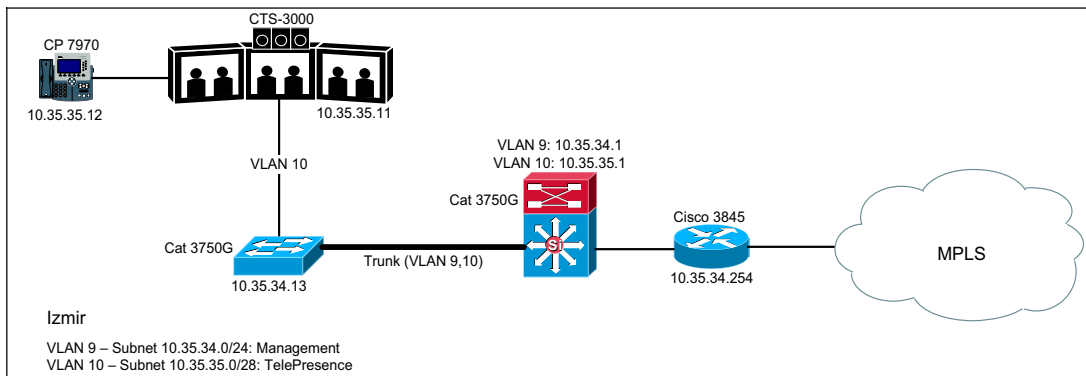 CTS-3000
CP 7970
10.35.35.12
10.35.35.11
VLAN 10
VLAN 9: 10.35.34.1
VLAN 10: 10.35.35.1
Cat 3750G
Si
Cisco 3845
MPLS
Cat 3750G
Trunk (VLAN 9,10)
10.35.34.13
10.35.34.254
Izmir
VLAN 9 – Subnet 10.35.34.0/24: Management
VLAN 10 – Subnet 10.35.35.0/28: TelePresence